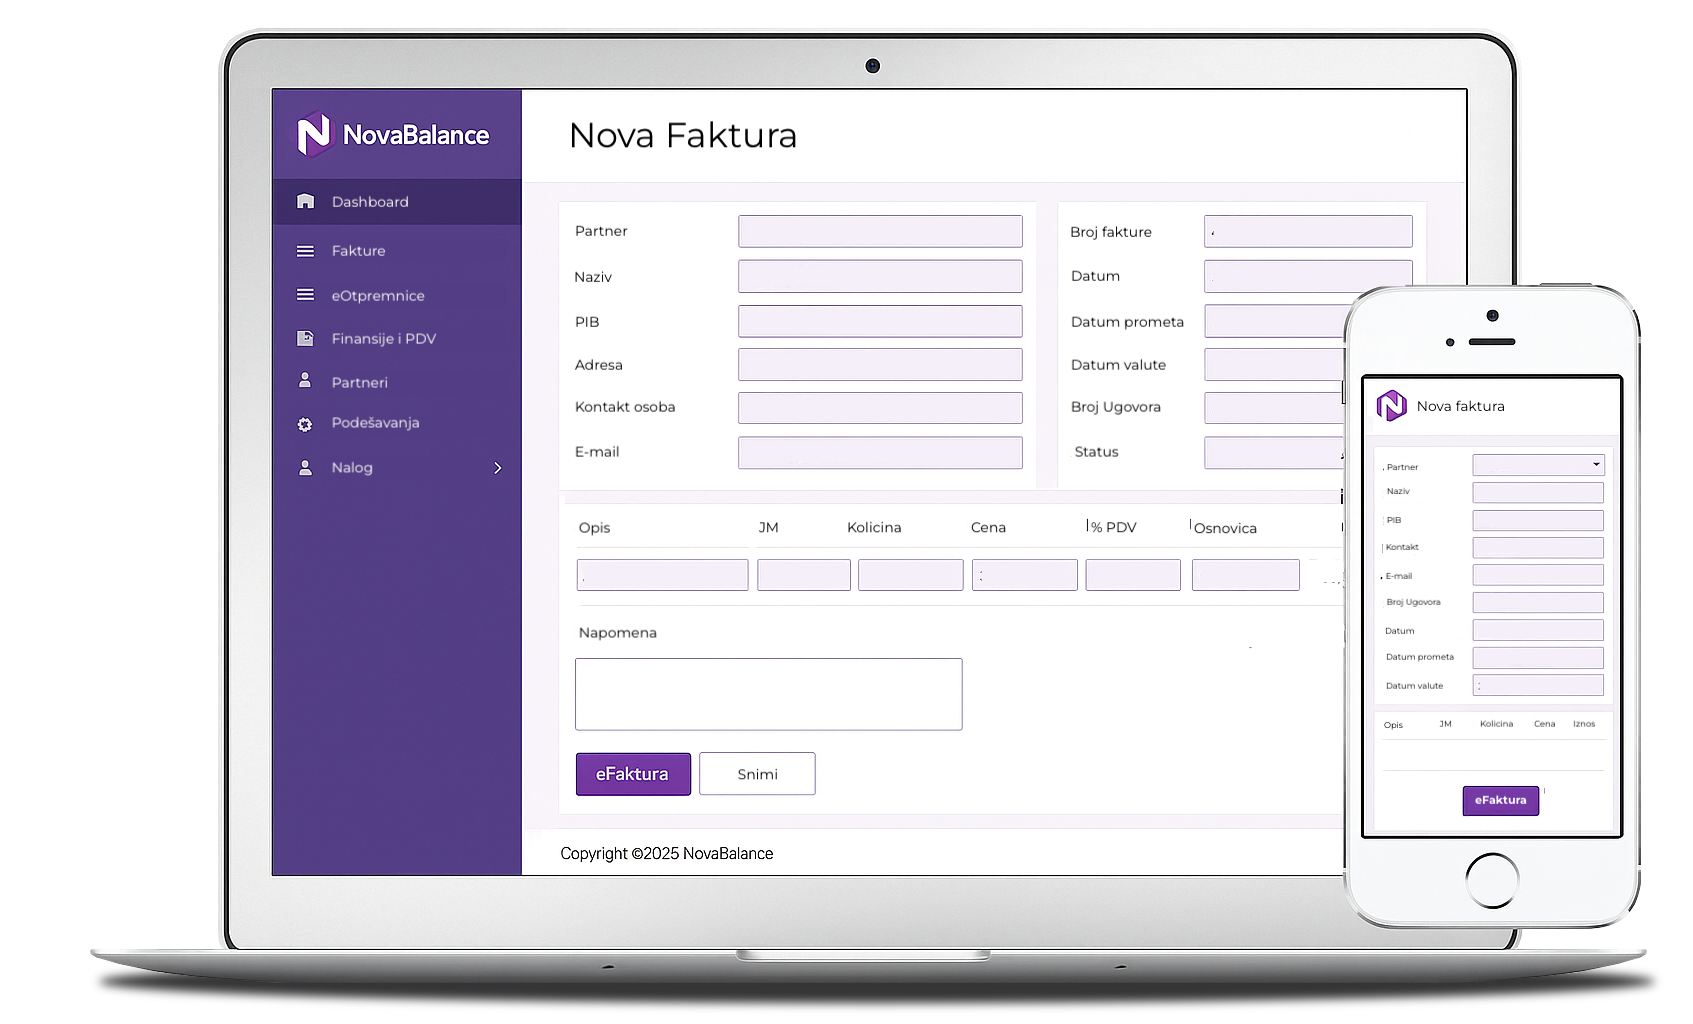 NovaBalance
Dashboard
Fakture
eOtpremnice
Finansije i PDV
Partneri
Podešavanja
Nalog
Nova Faktura
Partner
Naziv
PIB
Adresa
Kontakt osoba
E-mail
Broj fakture
Datum
Datum prometa
Datum valute
Broj Ugovora
Status
Opis JM Kolicina Cena % PDV Osnovica
Napomena
eFaktura Snimi
Copyright ©2025 NovaBalance
Nova faktura
Partner
Naziv
PIB
Kontakt
E-mail
Broj Ugovora
Datum
Datum prometa
Datum valute
Opis JM Kolicina Cena Iznos
eFaktura